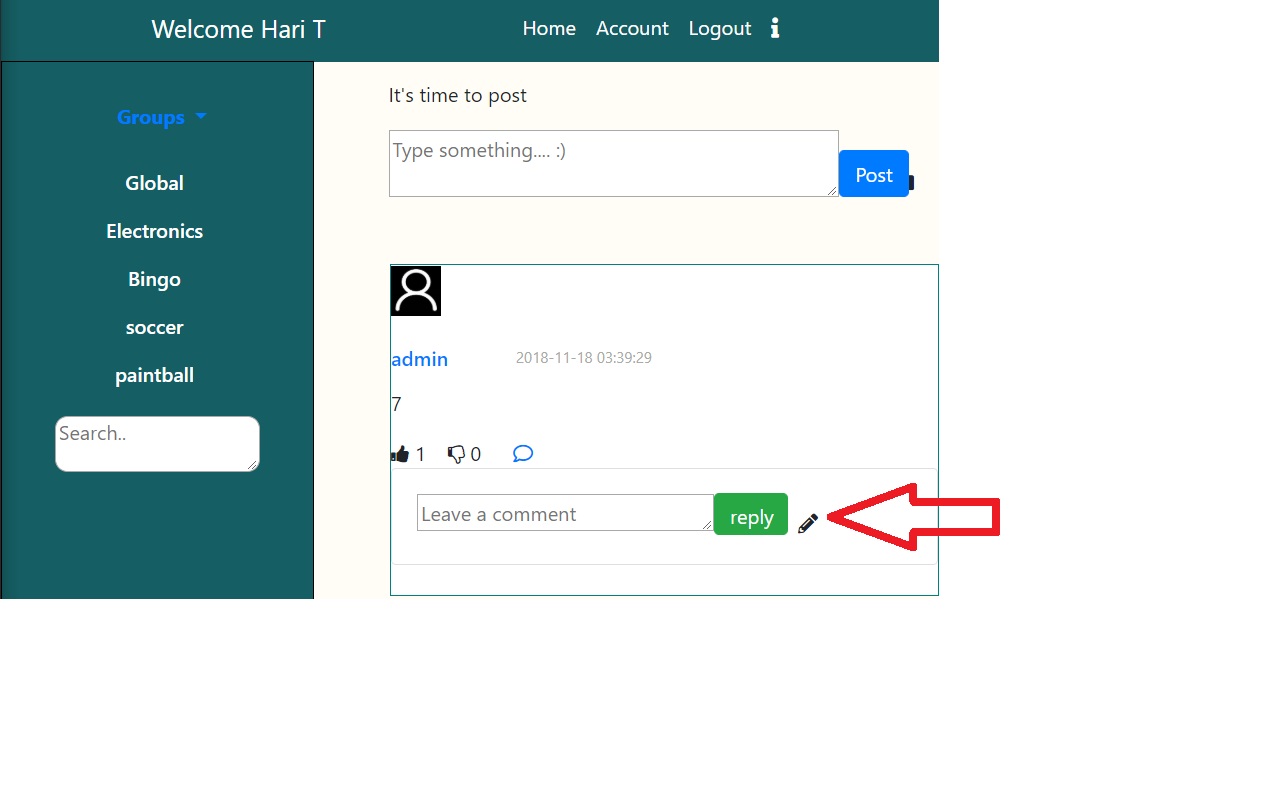 Welcome Hari T
Home Account Logout
Groups
Global
Electronics
Bingo
soccer
paintball
Search..
It's time to post
Type something.... :)
Post
admin 2018-11-18 03:39:29
7
1 0
Leave a comment
reply